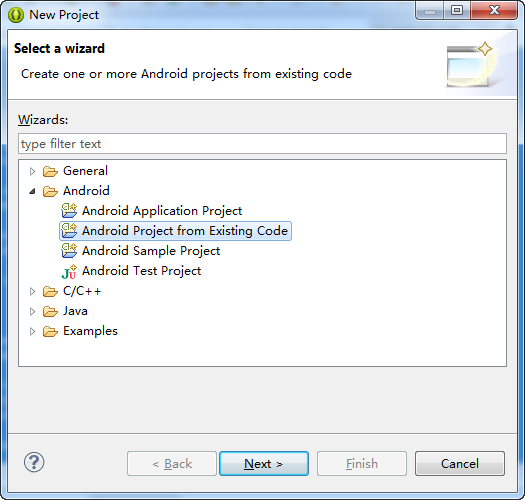 New Project
Select a wizard
Create one or more Android projects from existing code
Wizards:
type filter text
General
Android
Android Application Project
Android Project from Existing Code
Android Sample Project
Android Test Project
C/C++
Java
Examples
< Back
Next >
Finish
Cancel